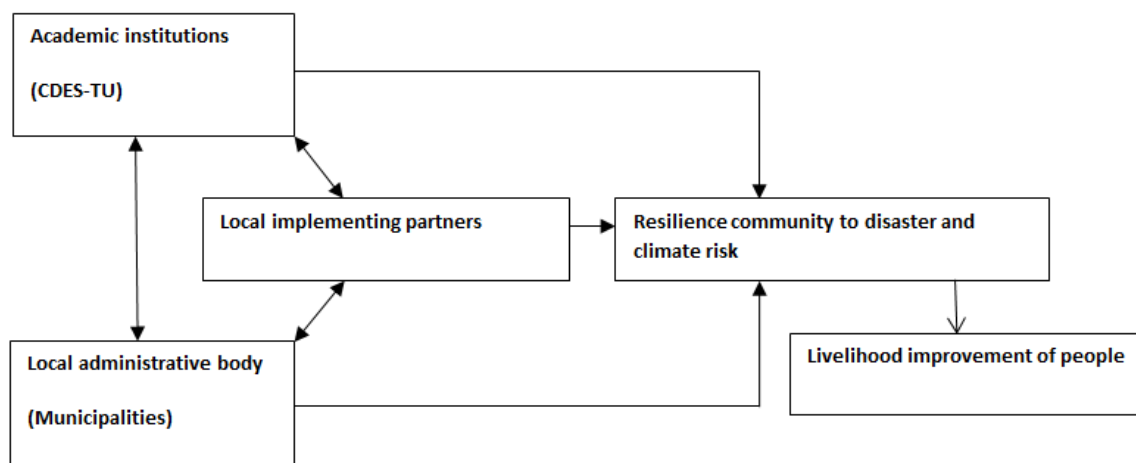 Academic institutions
(CDES-TU)
Local implementing partners
Resilience community to disaster and
climate risk
Local administrative body
(Municipalities)
Livelihood improvement of people